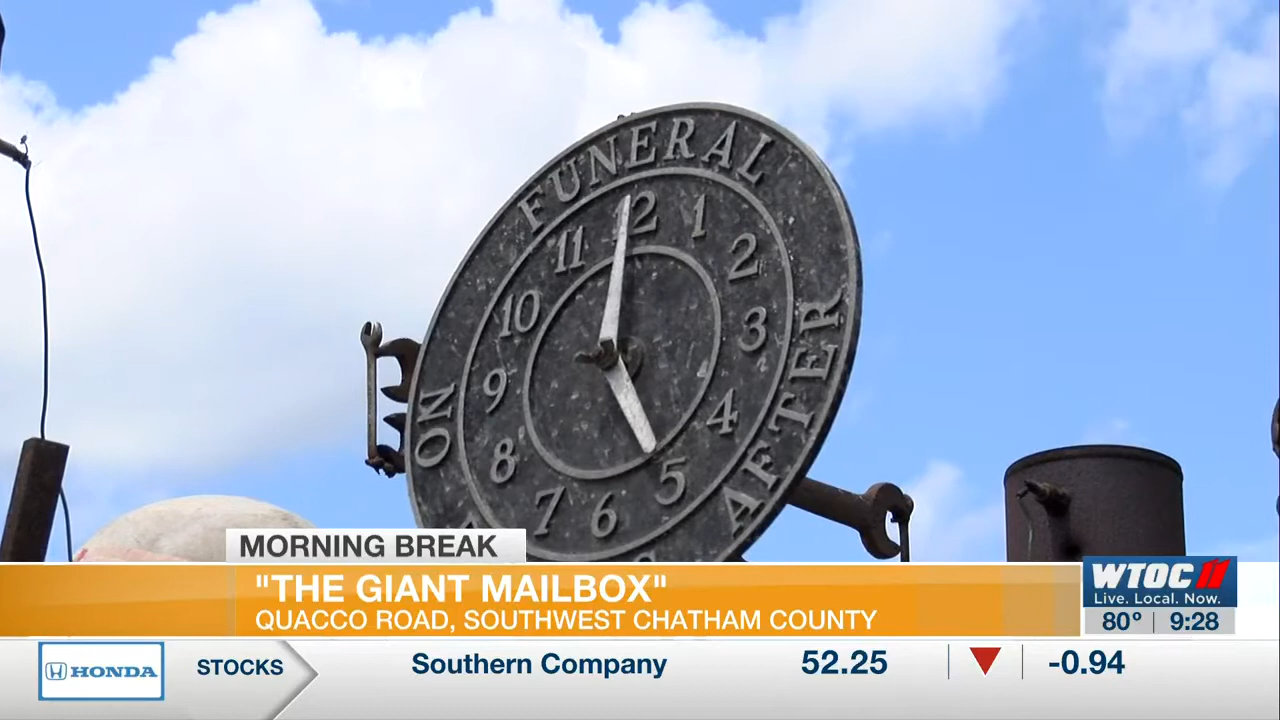 FUNERAL
ON
AFTER
12
1
2
3
4
5
6
7
8
9
10
11
MORNING BREAK
"THE GIANT MAILBOX"
QUACCO ROAD, SOUTHWEST CHATHAM COUNTY
WTOC 11
Live. Local. Now.
80° 9:28
HONDA
STOCKS
Southern Company 52.25 -0.94